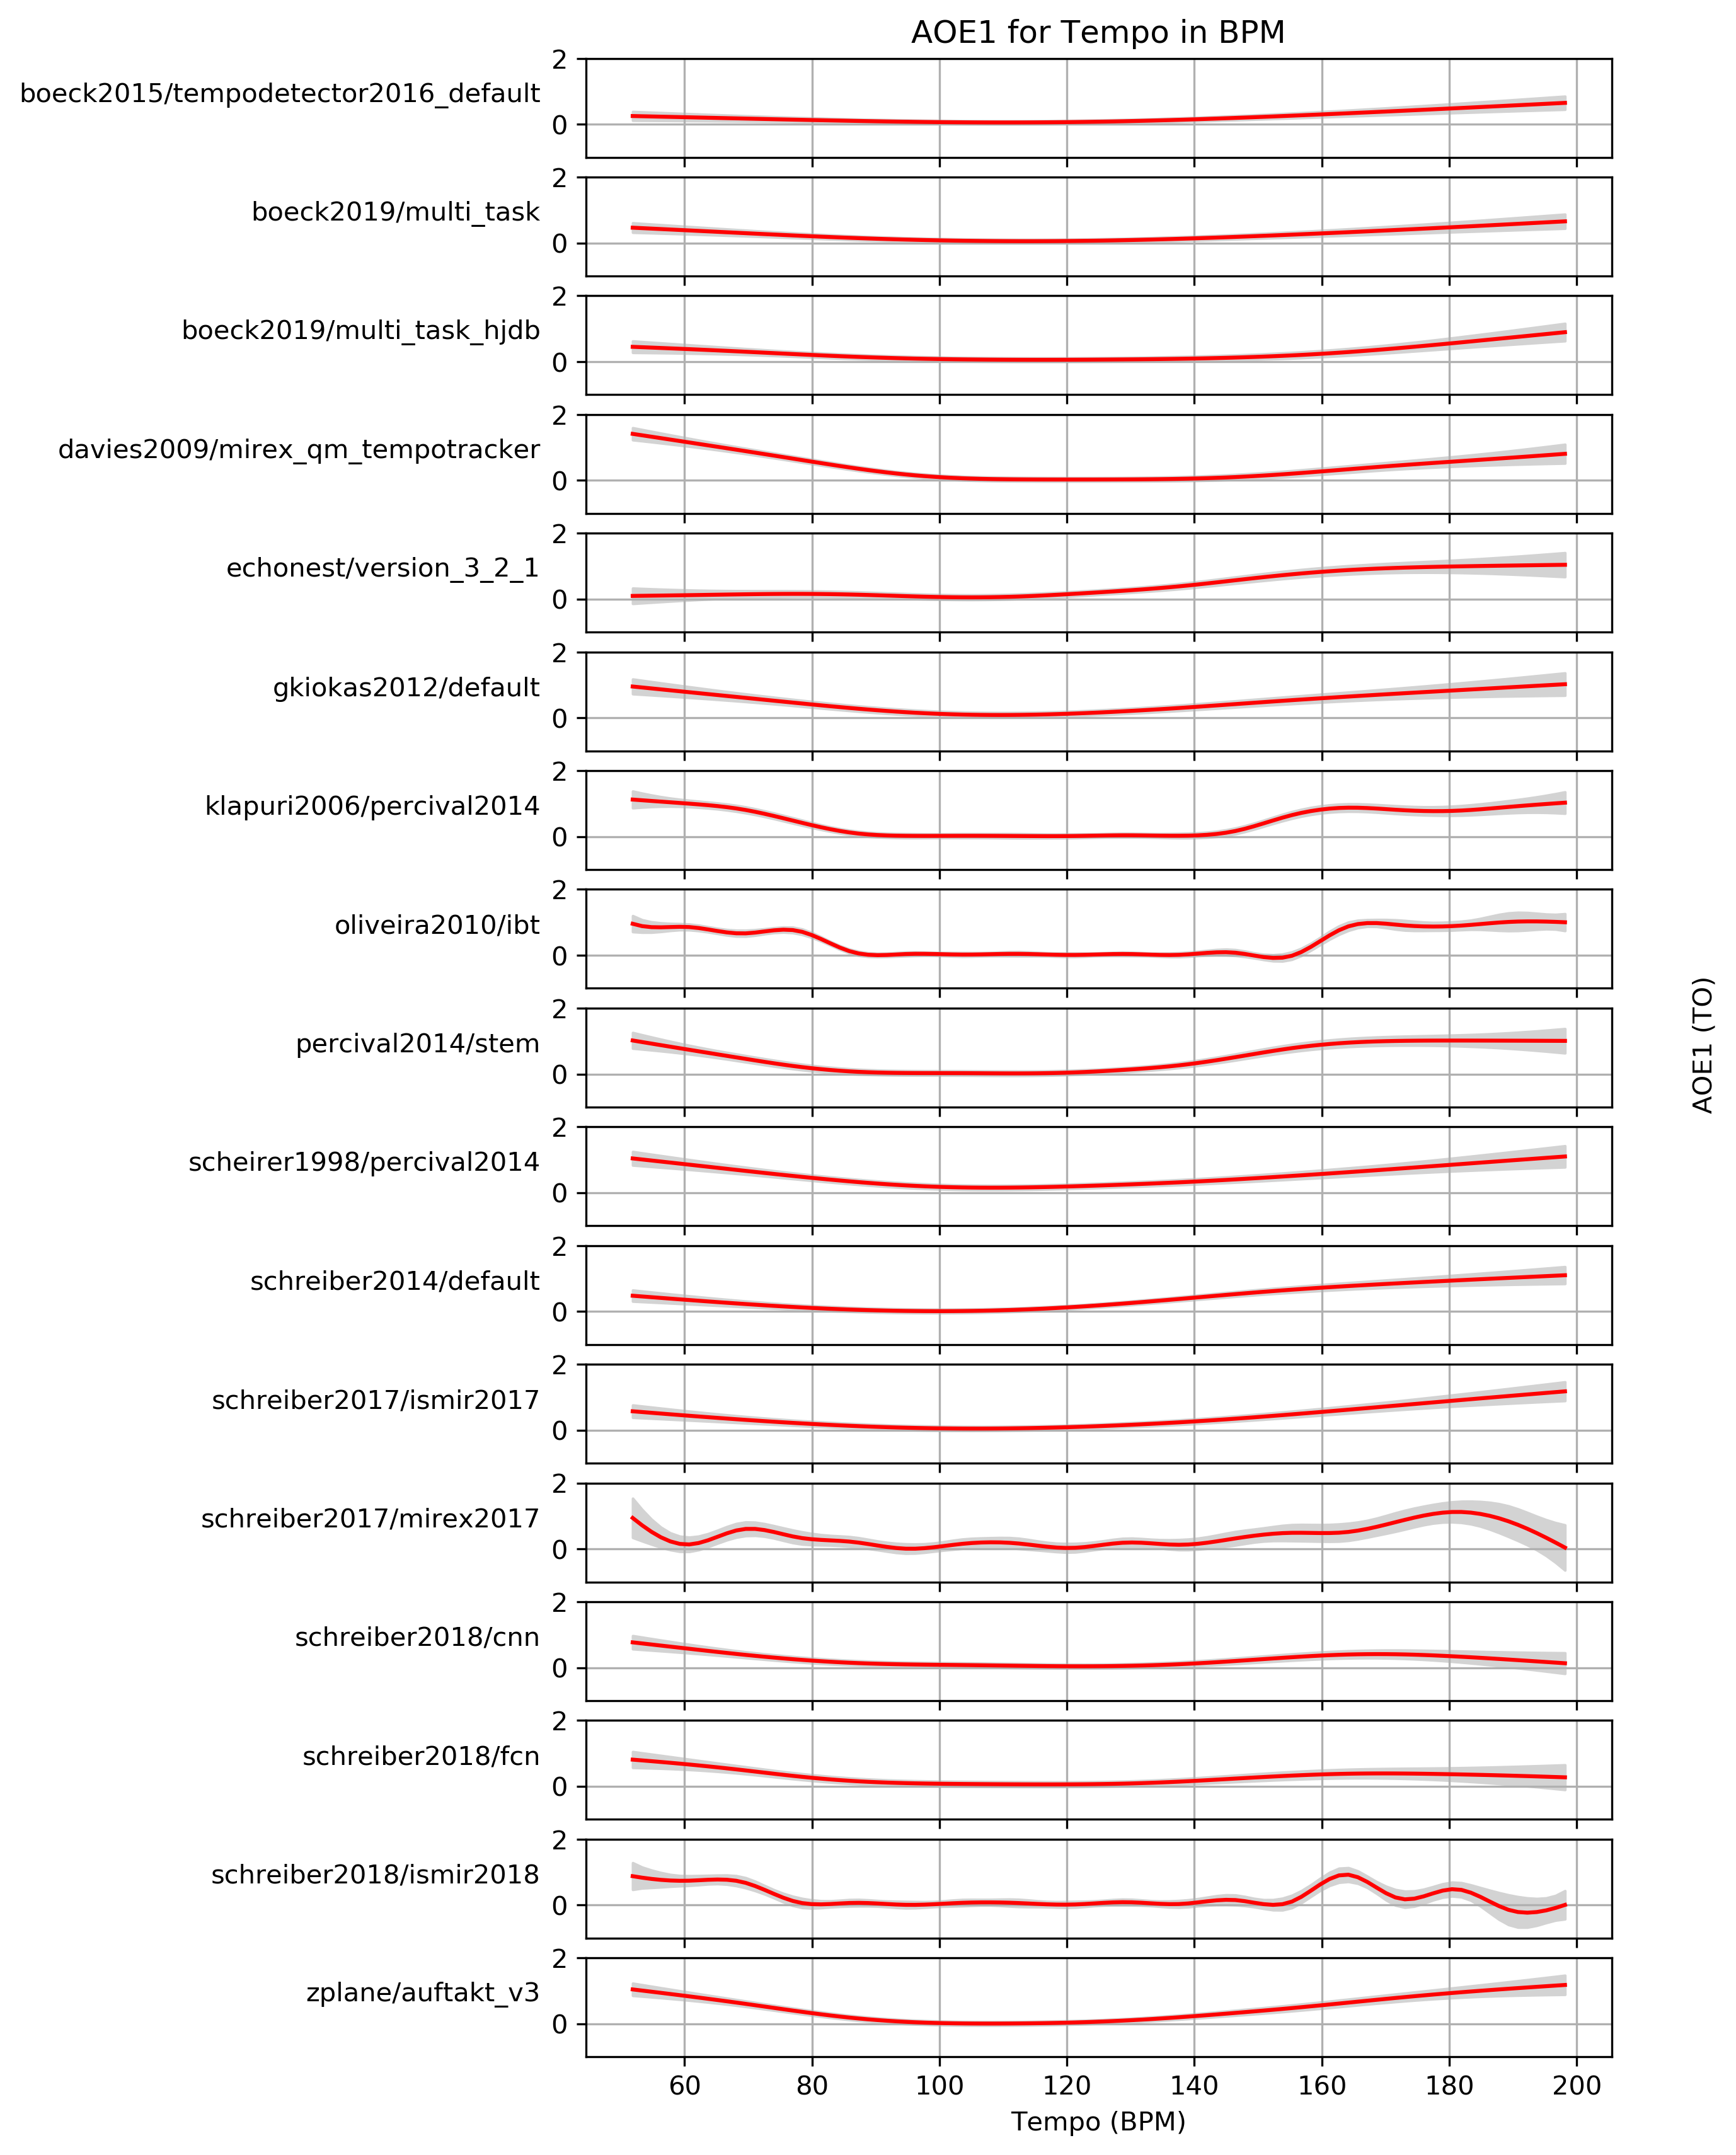 AOE1 for Tempo in BPM
boeck2015/tempodetector2016_default
2
0
boeck2019/multi_task
2
0
boeck2019/multi_task_hjdb
2
0
davies2009/mirex_qm_tempotracker
2
0
echonest/version_3_2_1
2
0
gkiokas2012/default
2
0
klapuri2006/percival2014
2
0
oliveira2010/ibt
2
0
percival2014/stem
2
0
scheirer1998/percival2014
2
0
schreiber2014/default
2
0
schreiber2017/ismir2017
2
0
schreiber2017/mirex2017
2
0
schreiber2018/cnn
2
0
schreiber2018/fcn
2
0
schreiber2018/ismir2018
2
0
zplane/auftakt_v3
2
0
60 80 100 120 140 160 180 200
Tempo (BPM)
AOE1 (TO)